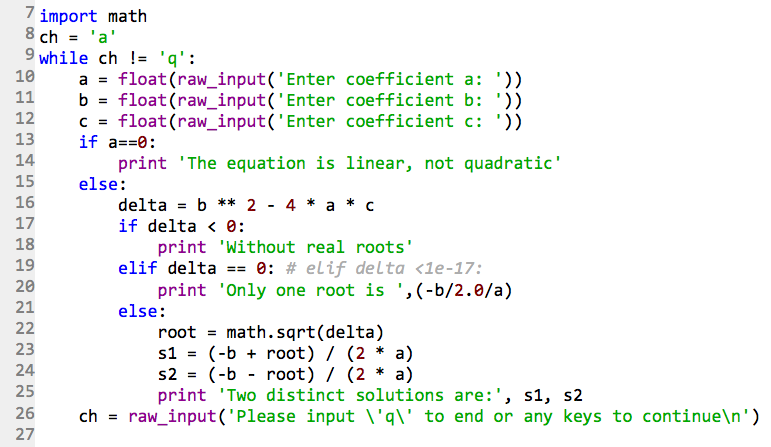 7 import math
8 ch = 'a'
9 while ch != 'q':
10     a = float(raw_input('Enter coefficient a: '))
11     b = float(raw_input('Enter coefficient b: '))
12     c = float(raw_input('Enter coefficient c: '))
13     if a==0:
14         print 'The equation is linear, not quadratic'
15     else:
16         delta = b ** 2 - 4 * a * c
17         if delta < 0:
18             print 'Without real roots'
19         elif delta == 0: # elif delta <1e-17:
20             print 'Only one root is ',(-b/2.0/a)
21         else:
22             root = math.sqrt(delta)
23             s1 = (-b + root) / (2 * a)
24             s2 = (-b - root) / (2 * a)
25             print 'Two distinct solutions are:', s1, s2
26     ch = raw_input('Please input \'q\' to end or any keys to continue\n')
27